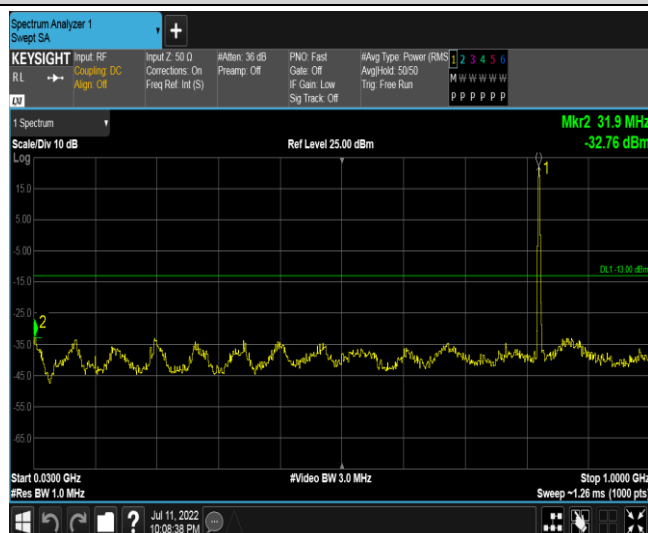 Spectrum Analyzer 1
Swept SA
+
KEYSIGHT
RL
LXI
Input: RF
Coupling: DC
Align: Off
Input Z: 50 Ω
Corrections: On
Freq Ref: Int (S)
#Atten: 36 dB
Preamp: Off
PNO: Fast
Gate: Off
IF Gain: Low
Sig Track: Off
#Avg Type: Power (RMS
Avg|Hold: 50/50
Trig: Free Run
1 2 3 4 5 6
M W W W W W
P P P P P P
1 Spectrum
Scale/Div 10 dB
Ref Level 25.00 dBm
Mkr2 31.9 MHz
-32.76 dBm
Log
15.0
5.00
-5.00
-15.0
-25.0
-35.0
-45.0
-55.0
-65.0
1
2
DL1 -13.00 dBm
Start 0.0300 GHz
#Res BW 1.0 MHz
#Video BW 3.0 MHz
Stop 1.0000 GHz
Sweep ~1.26 ms (1000 pts)
?
Jul 11, 2022
10:08:38 PM